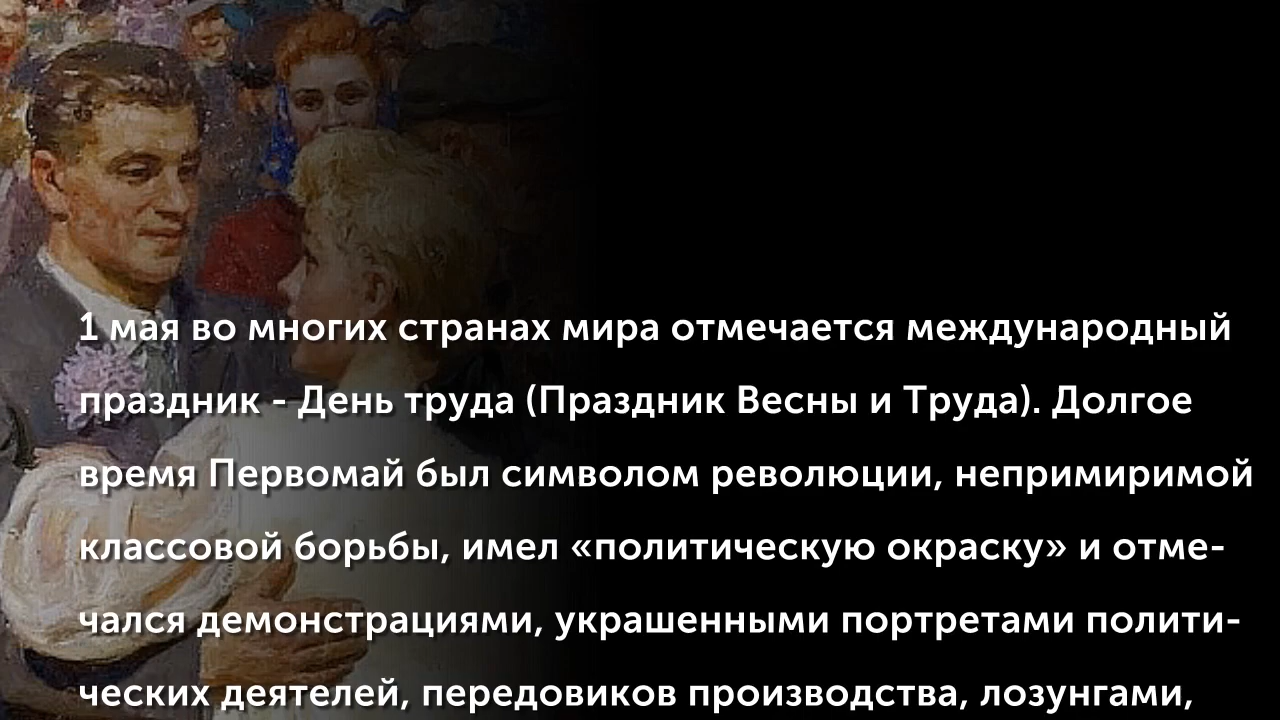 1 мая во многих странах мира отмечается международный
праздник - День труда (Праздник Весны и Труда). Долгое
время Первомай был символом революции, непримиримой
классовой борьбы, имел «политическую окраску» и отме-
чался демонстрациями, украшенными портретами полити-
ческих деятелей, передовиков производства, лозунгами,